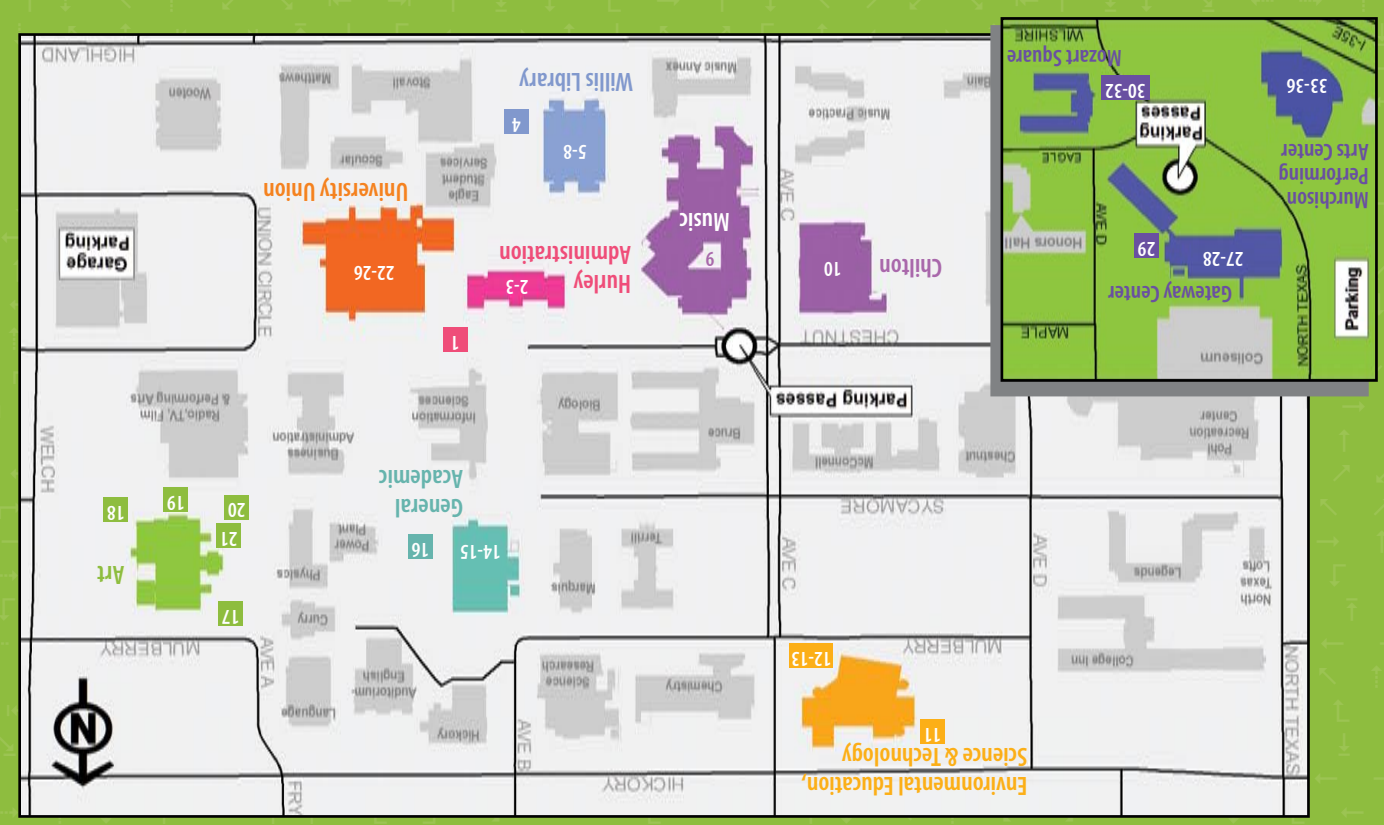 HIGHLAND
Wooten
Matthews
Stovall
Willis Library
4
5-8
Music Annex
Bain
Music Practice
Scoular
Eagle
Student
Services
University Union
22-26
UNION CIRCLE
Parking
Garage
Hurley
Administration
2-3
1
Music
9
AVE C
Chilton
10
CHESTNUT
Parking Passes
WILSHIRE
Mozart Square
30-32
I-35E
33-36
Murchison
Performing
Arts Center
Parking
Passes
EAGLE
AVE D
Honors Hall
29
27-28
Gateway Center
MAPLE
Coliseum
NORTH TEXAS
Parking
WELCH
Radio,TV, Film
& Performing Arts
Business
Administration
Information
Sciences
Biology
Bruce
McConnell
Chestnut
Pohl
Recreation
Center
SYCAMORE
General
Academic
14-15
16
18
19
20
21
17
Art
Physics
Power
Plant
Curry
Marquis
Terrill
AVE C
AVE D
Legends
North
Texas
Lofts
College Inn
MULBERRY
AVE A
Language
Auditorium-
English
Hickory
AVE B
Science
Research
Chemistry
MULBERRY
12-13
11
Environmental Education,
Science & Technology
HICKORY
FRY
NORTH TEXAS
N